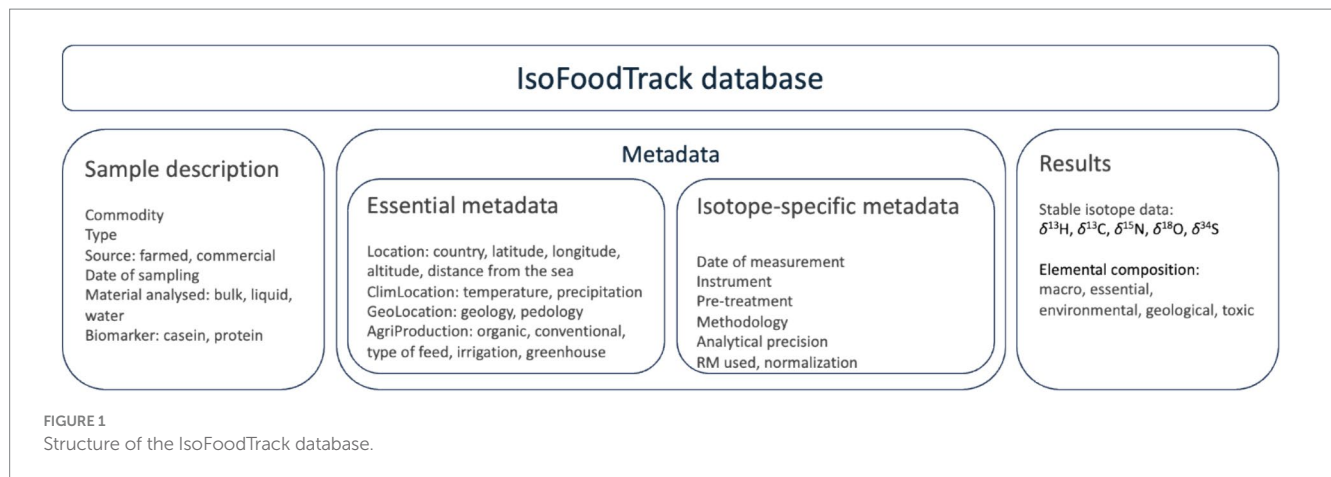 IsoFoodTrack database
Sample description
Commodity
Type
Source: farmed, commercial
Date of sampling
Material analysed: bulk, liquid,
water
Biomarker: casein, protein
Metadata
Essential metadata
Location: country, latitude, longitude,
altitude, distance from the sea
ClimLocation: temperature, precipitation
GeoLocation: geology, pedology
AgriProduction: organic, conventional,
type of feed, irrigation, greenhouse
Isotope-specific metadata
Date of measurement
Instrument
Pre-treatment
Methodology
Analytical precision
RM used, normalization
Results
Stable isotope data:
δ¹³H, δ¹³C, δ¹⁵N, δ¹⁸O, δ³⁴S
Elemental composition:
macro, essential,
environmental, geological, toxic
FIGURE 1
Structure of the IsoFoodTrack database.